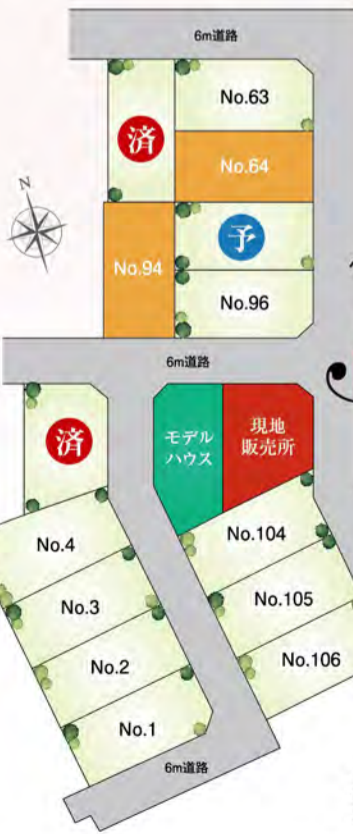 6m道路
No.63
済
No.64
N
予
No.94
No.96
6m道路
済
モデル
ハウス
現地
販売所
No.4
No.104
No.3
No.105
No.2
No.106
No.1
6m道路